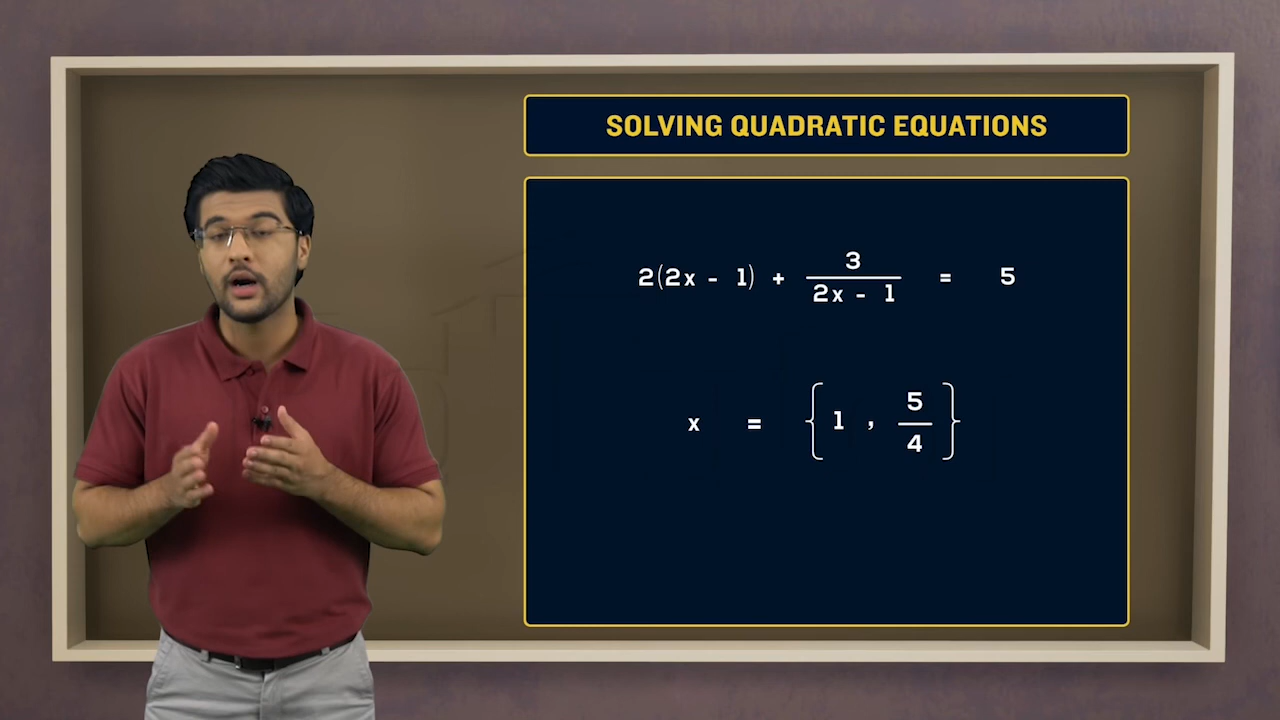 SOLVING QUADRATIC EQUATIONS
2(2x - 1) + 3/(2x - 1) = 5
x = {1 , 5/4}